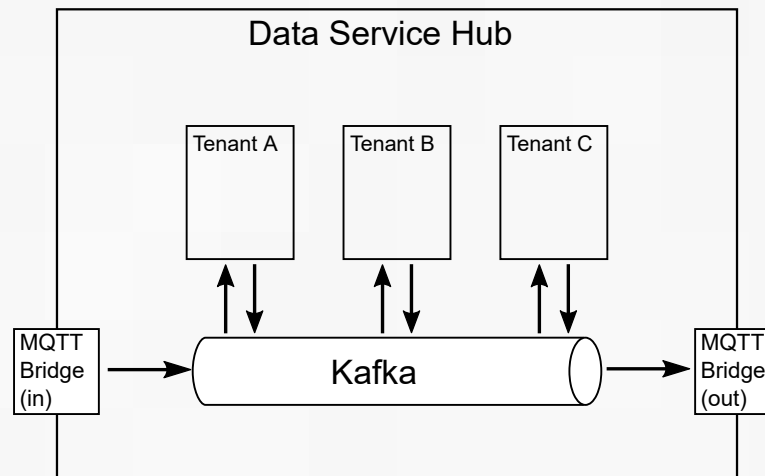 Data Service Hub
Tenant A
Tenant B
Tenant C
MQTT
Bridge
(in)
Kafka
MQTT
Bridge
(out)